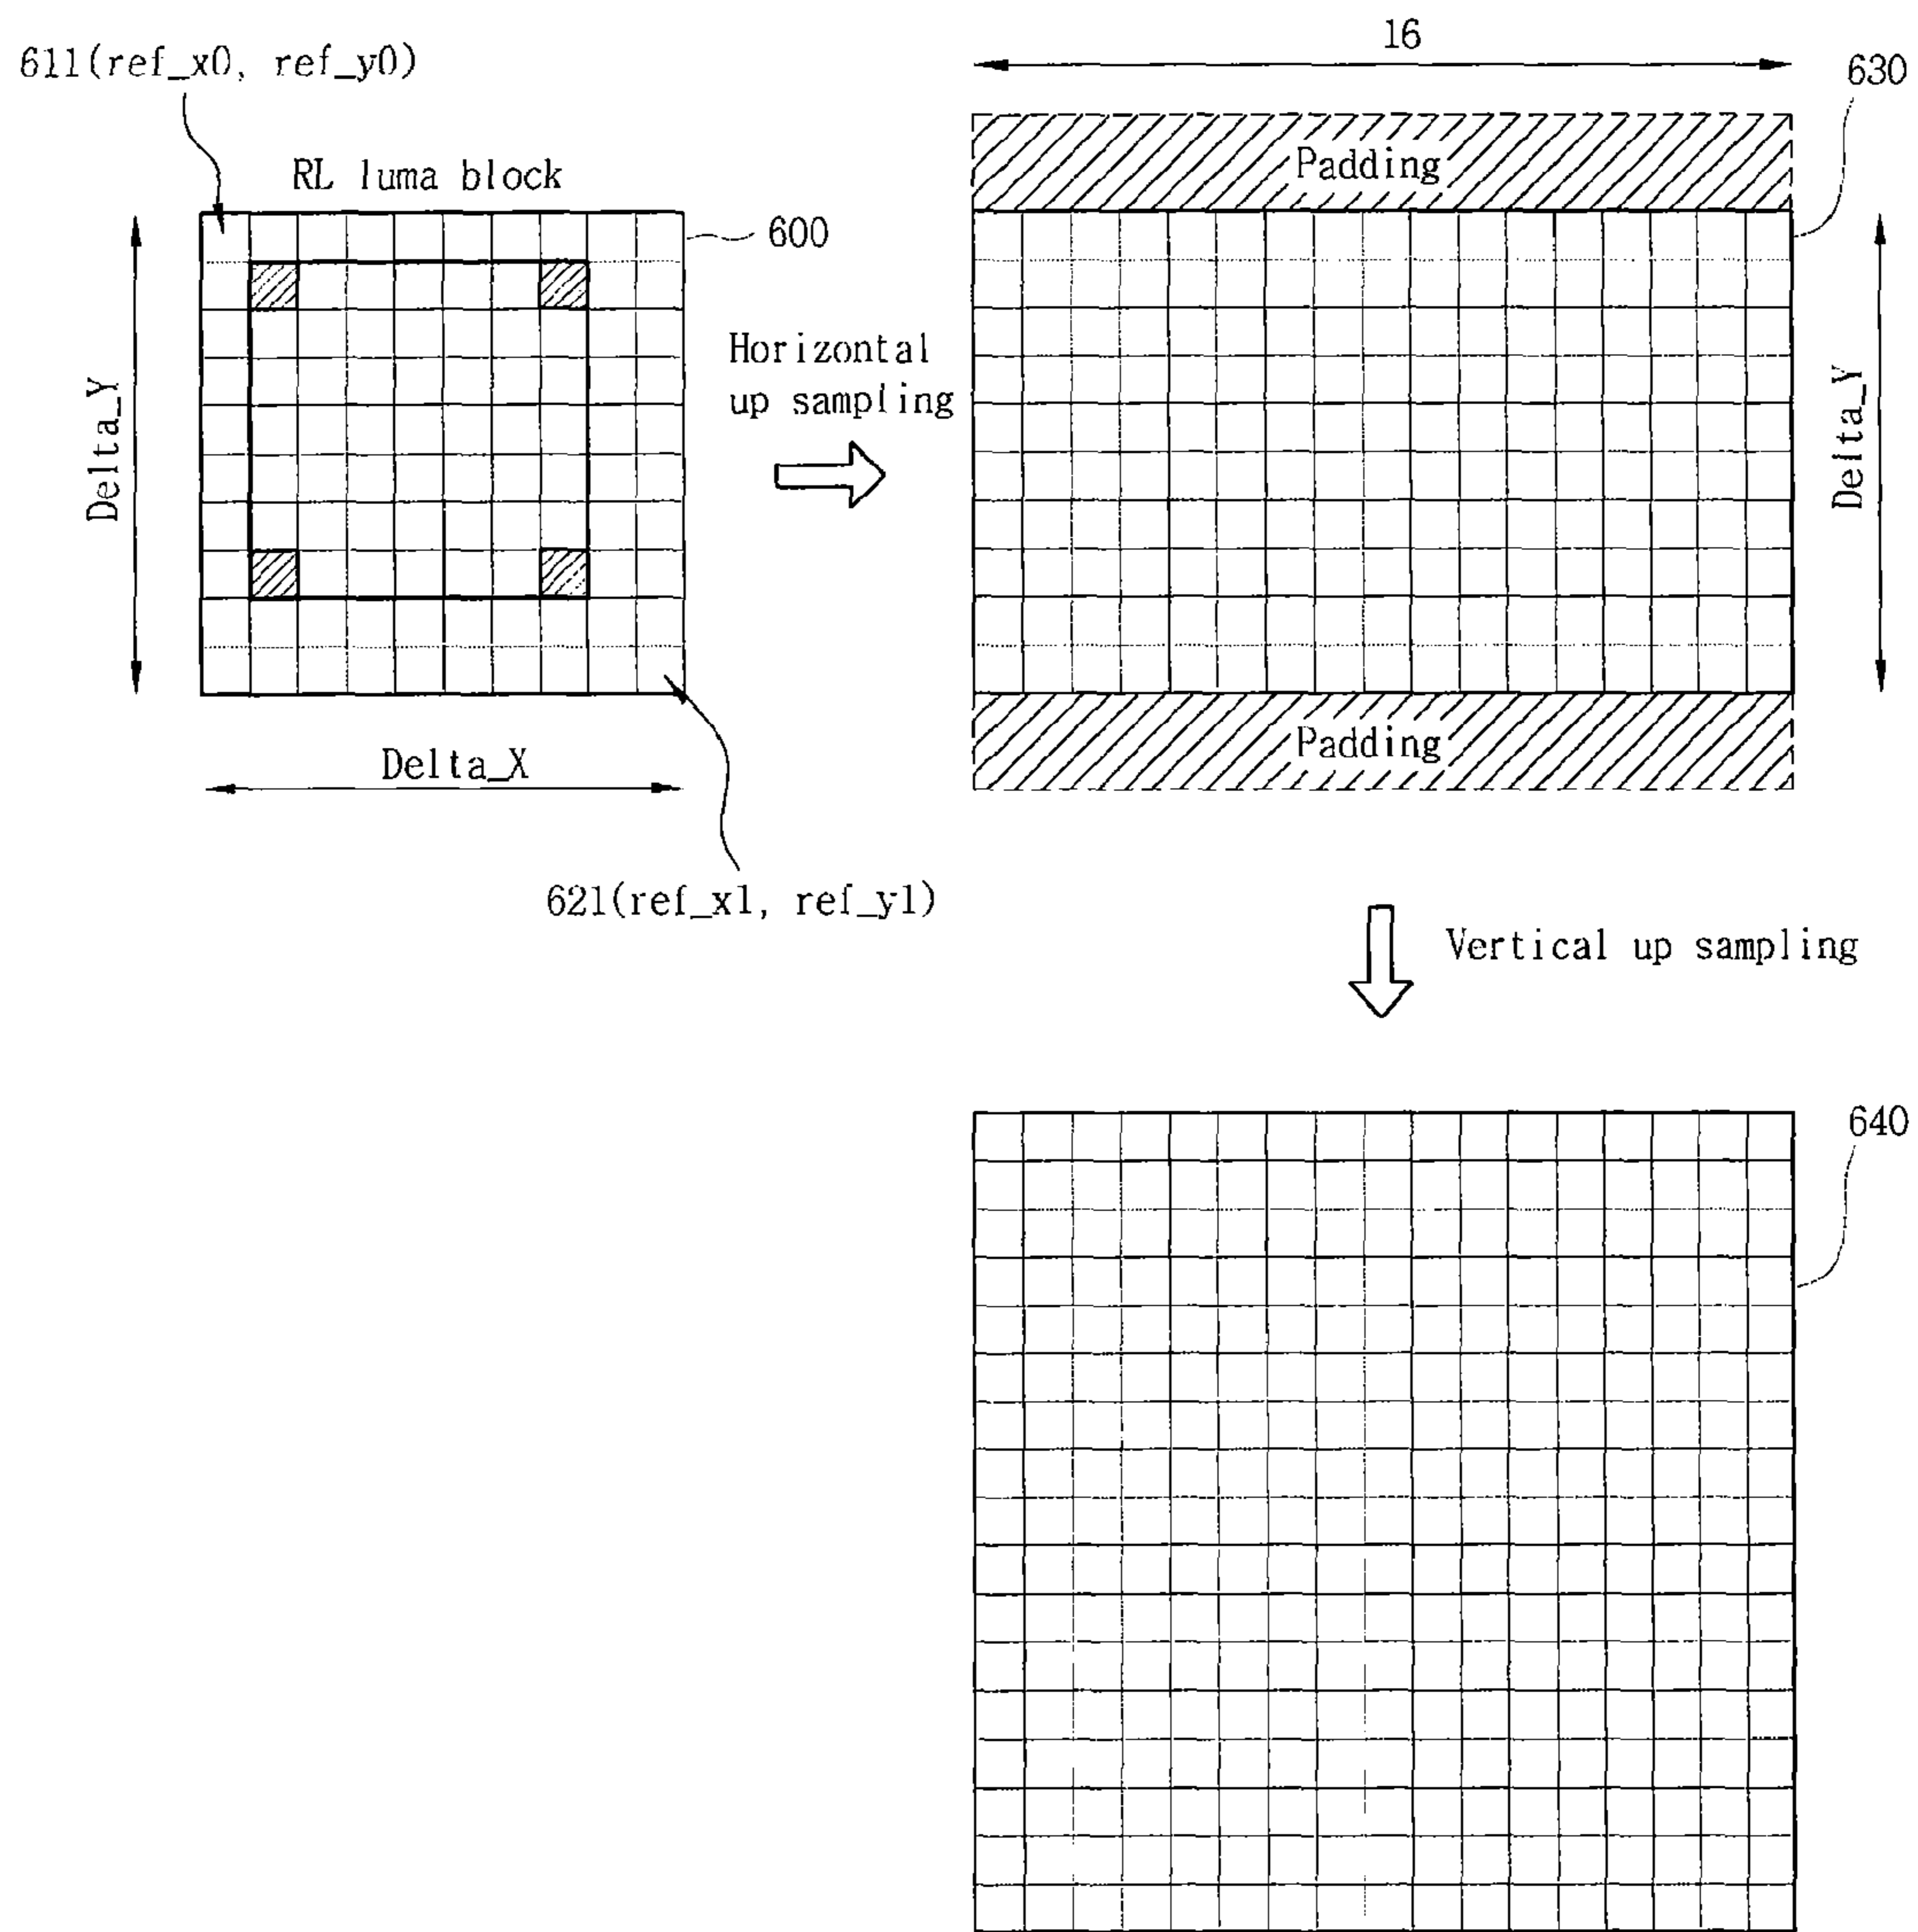 611(ref_x0, ref_y0)
16
630
RL luma block
Padding
600
Delta_Y
Horizontal
up sampling
Delta_Y
Padding
Delta_X
621(ref_x1, ref_y1)
Vertical up sampling
640